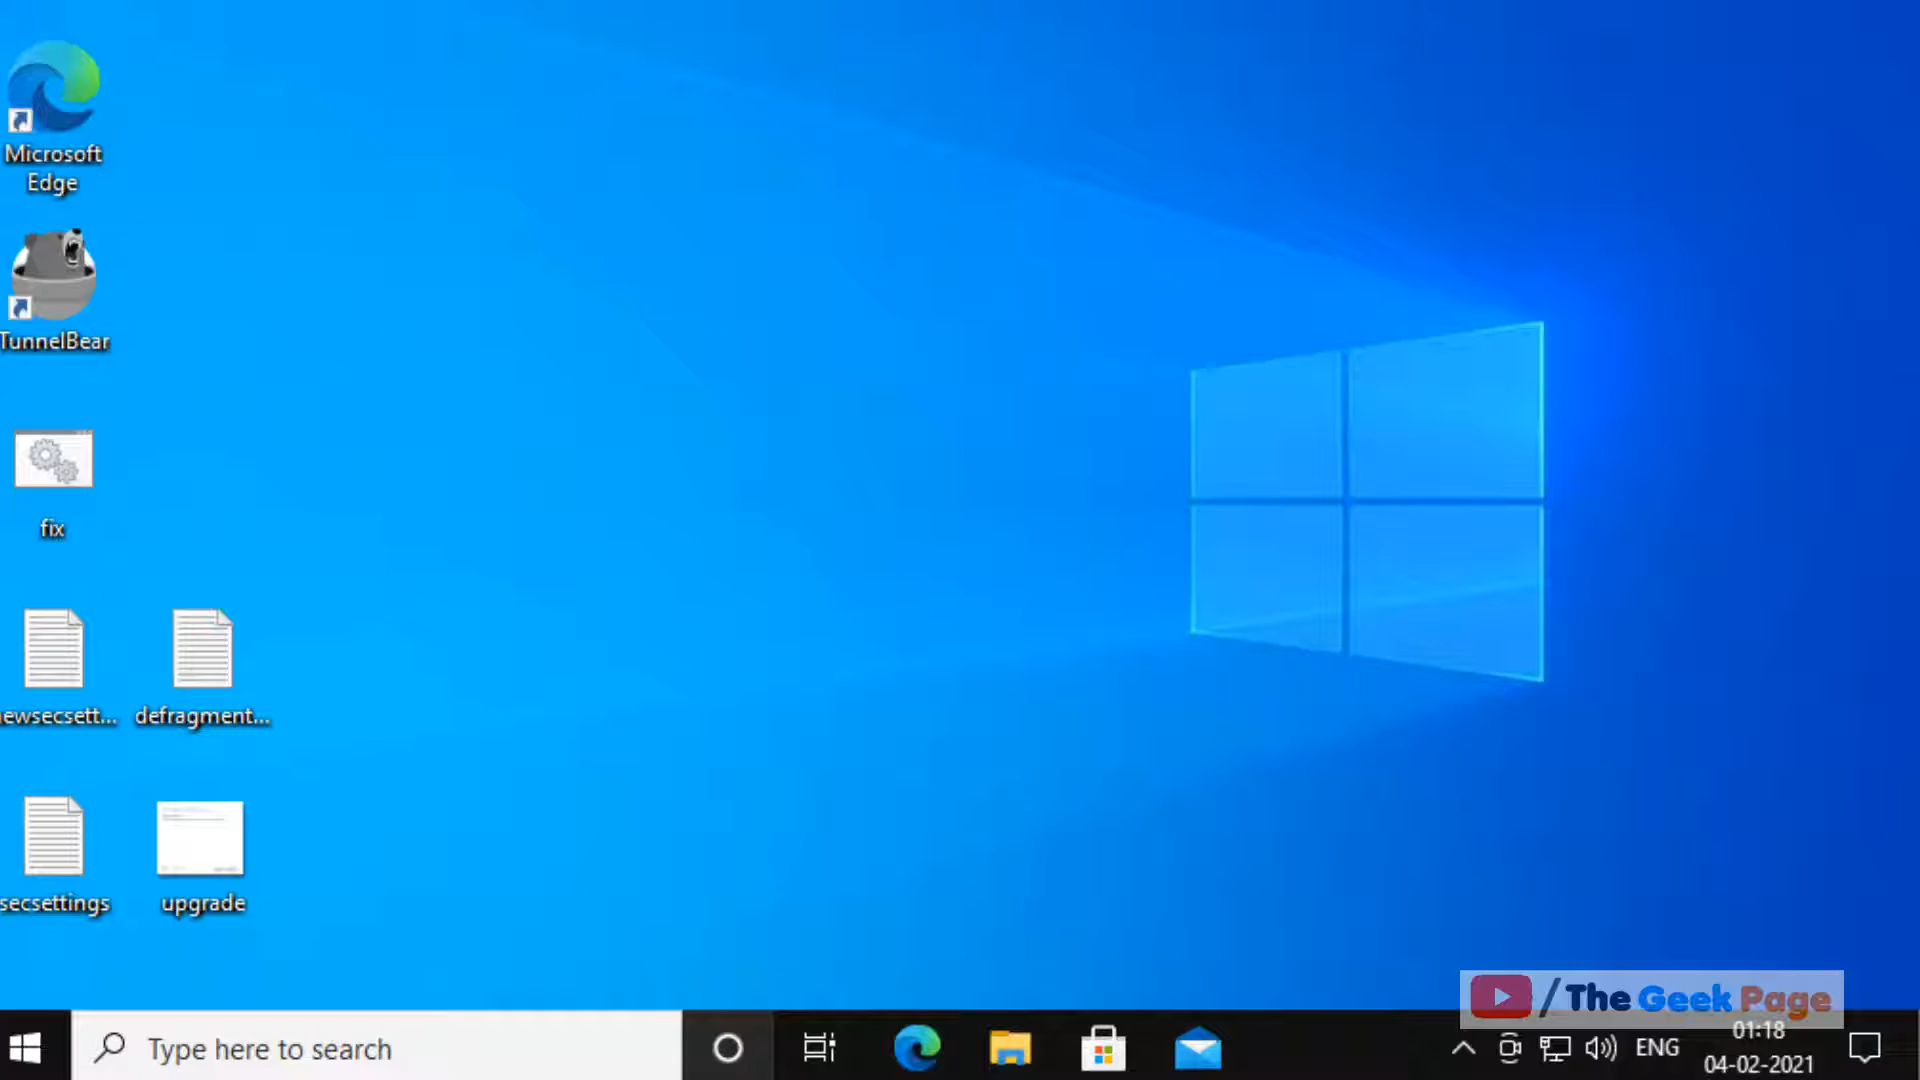 Microsoft
Edge
TunnelBear
fix
ewsecsett...
defragment...
secsettings
upgrade
/The Geek Page
Type here to search
ENG
01:18
04-02-2021